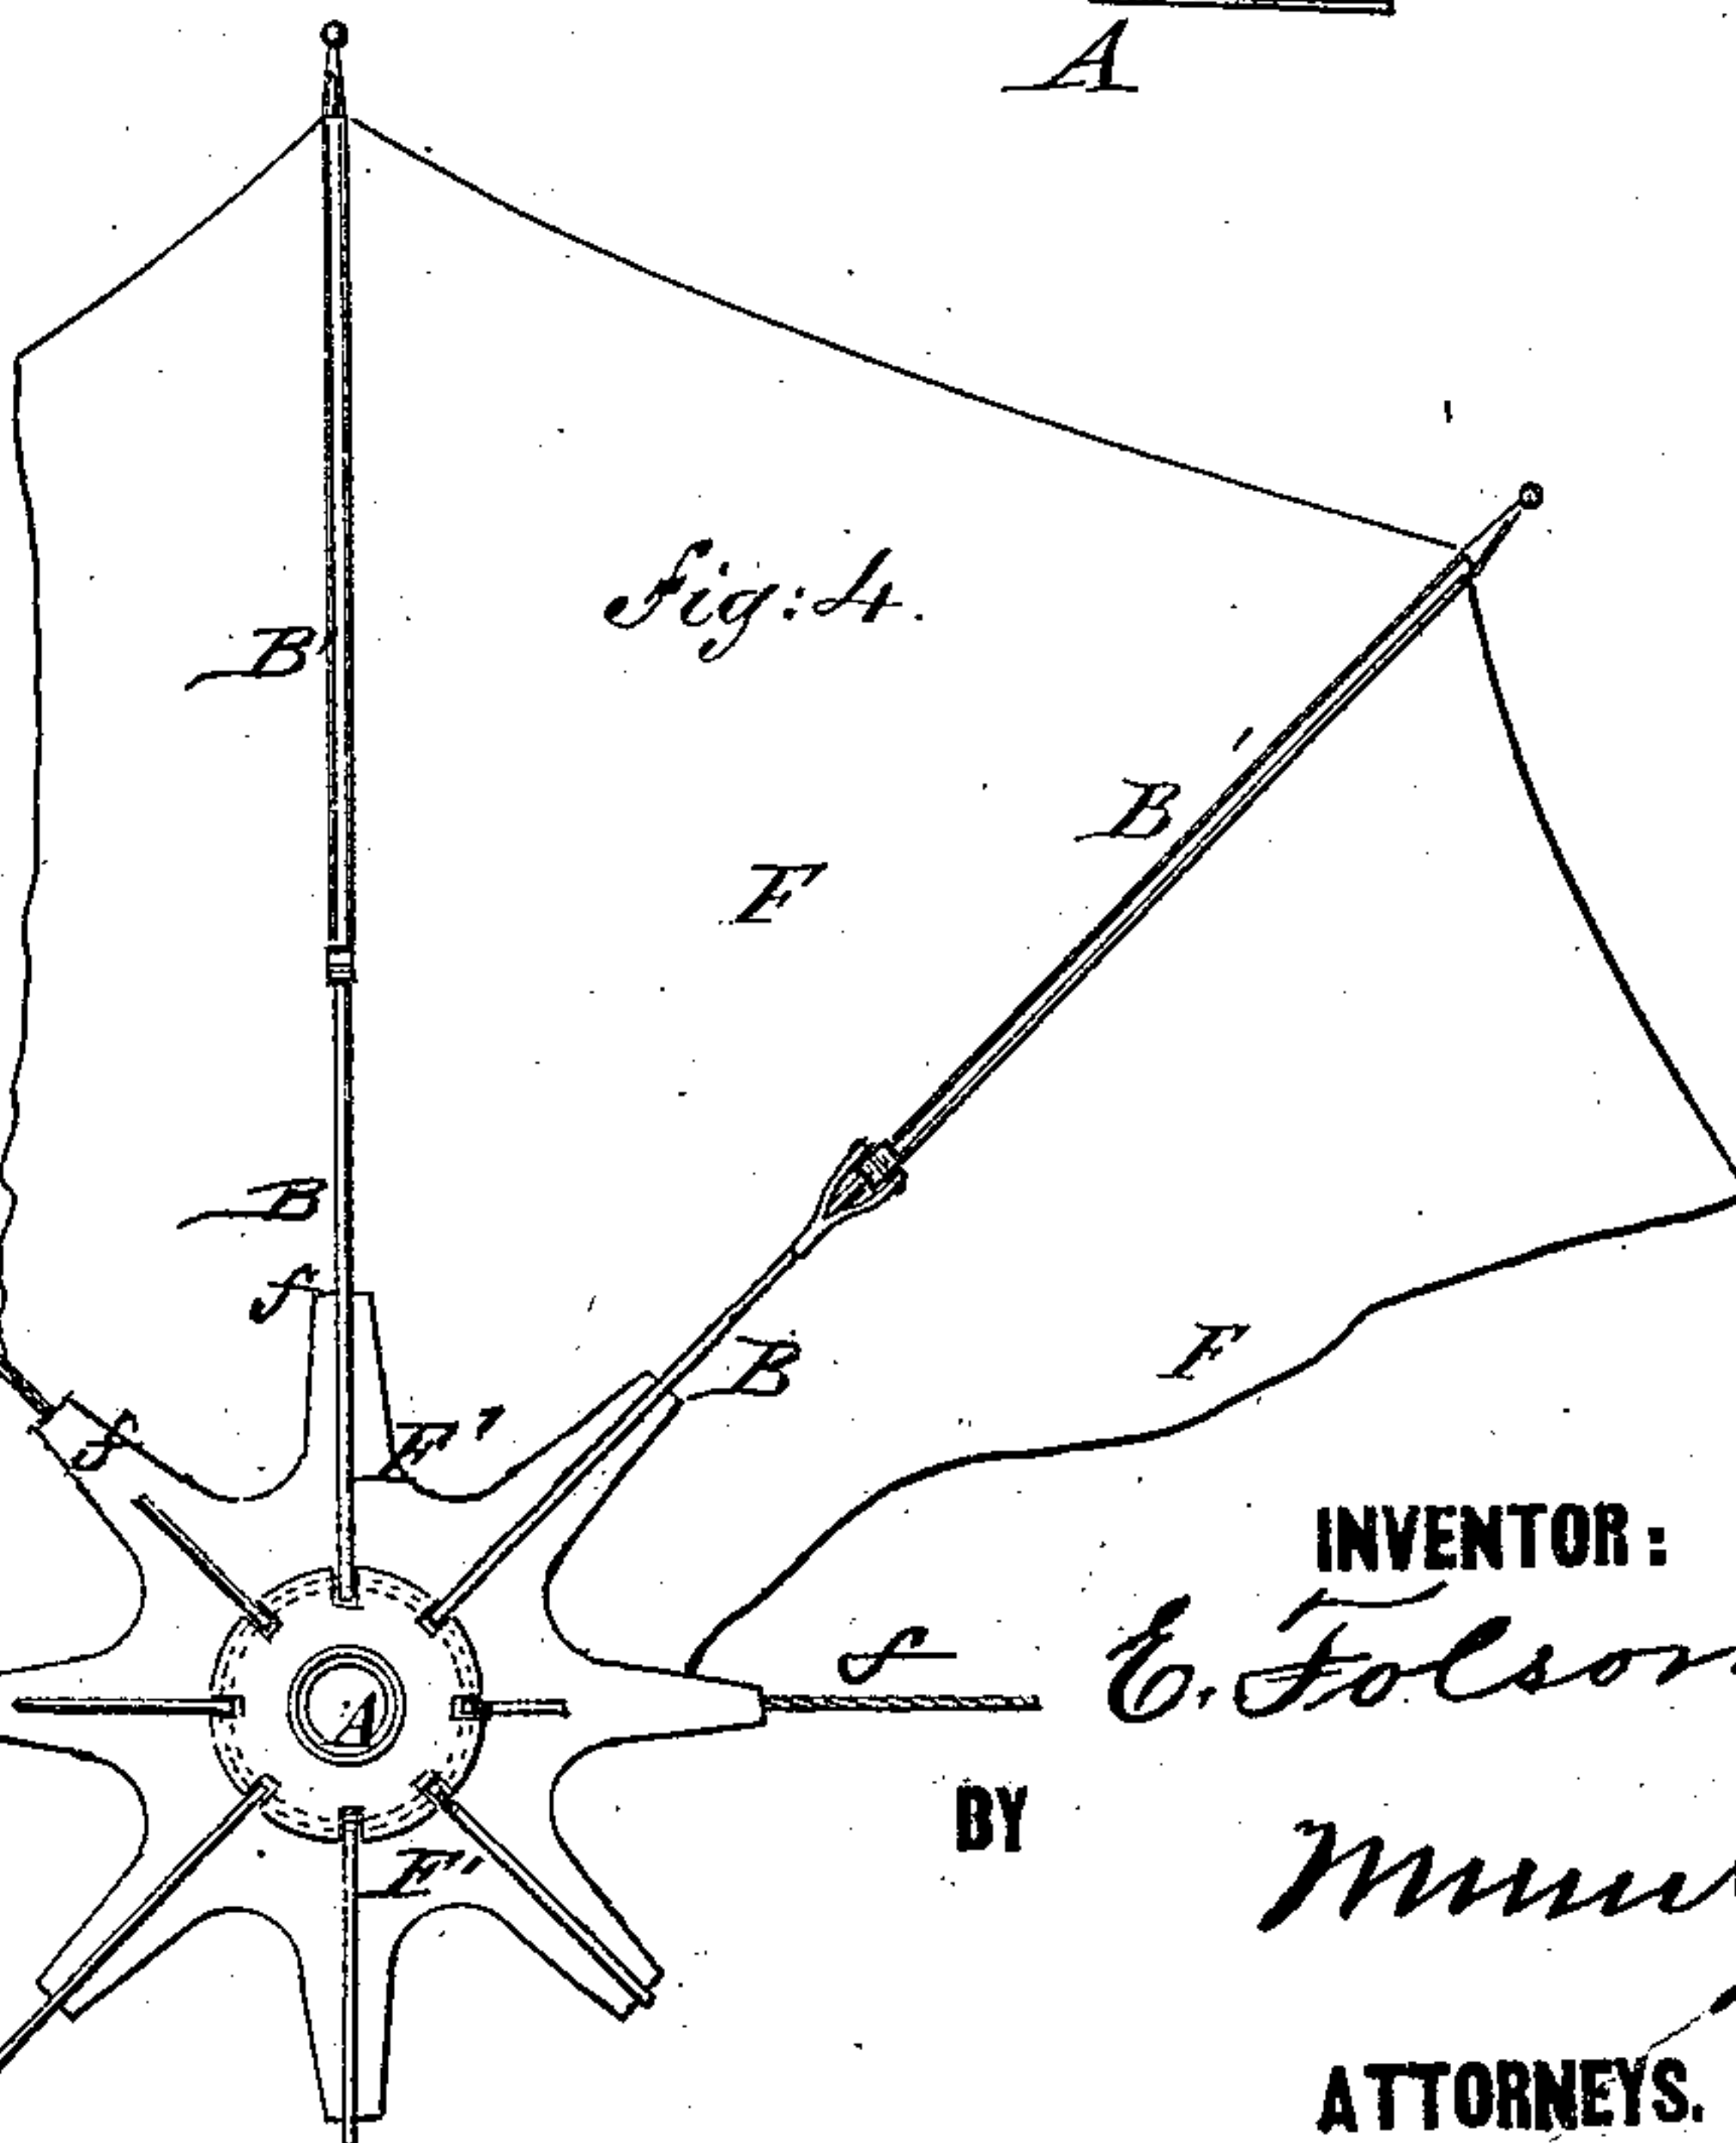 A
Fig: 4.
B'
B
F
B
f
B
F
f
F'
INVENTOR:
f
E. Folsom
A
BY
F'
ATTORNEYS.